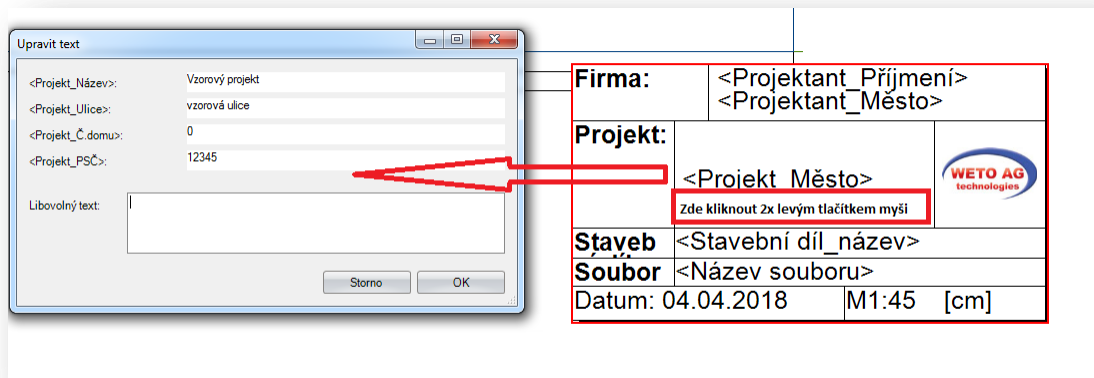 Upravit text
<Projekt_Název>: Vzorový projekt
<Projekt_Ulice>: vzorová ulice
<Projekt_Č.domu>: 0
<Projekt_PSČ>: 12345
Libovolný text:
Storno OK
Firma: <Projektant_Příjmení>
<Projektant_Město>
Projekt:
<Projekt_Město>
WETO AG
technologies
Zde kliknout 2x levým tlačítkem myši
Staveb <Stavební díl_název>
Soubor <Název souboru>
Datum: 04.04.2018 M1:45 [cm]